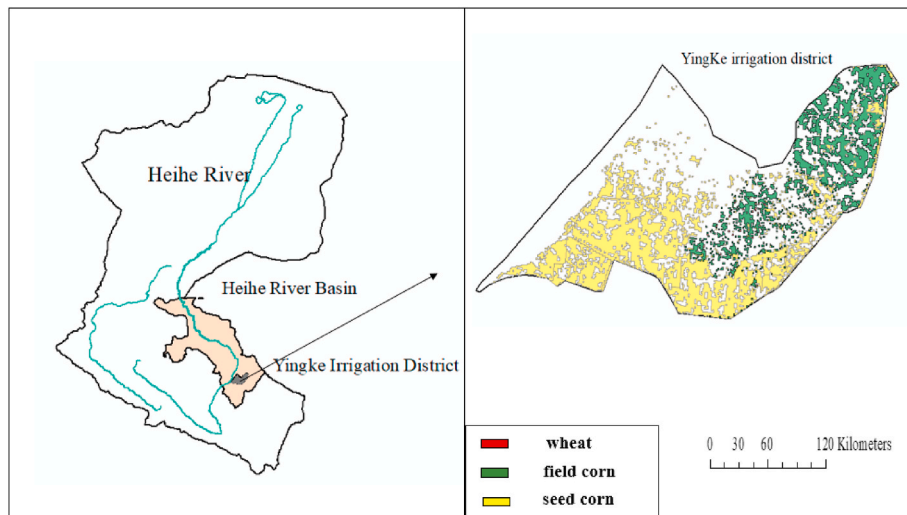 Heihe River
Heihe River Basin
Yingke Irrigation District
YingKe irrigation district
wheat
field corn
seed corn
0 30 60 120 Kilometers